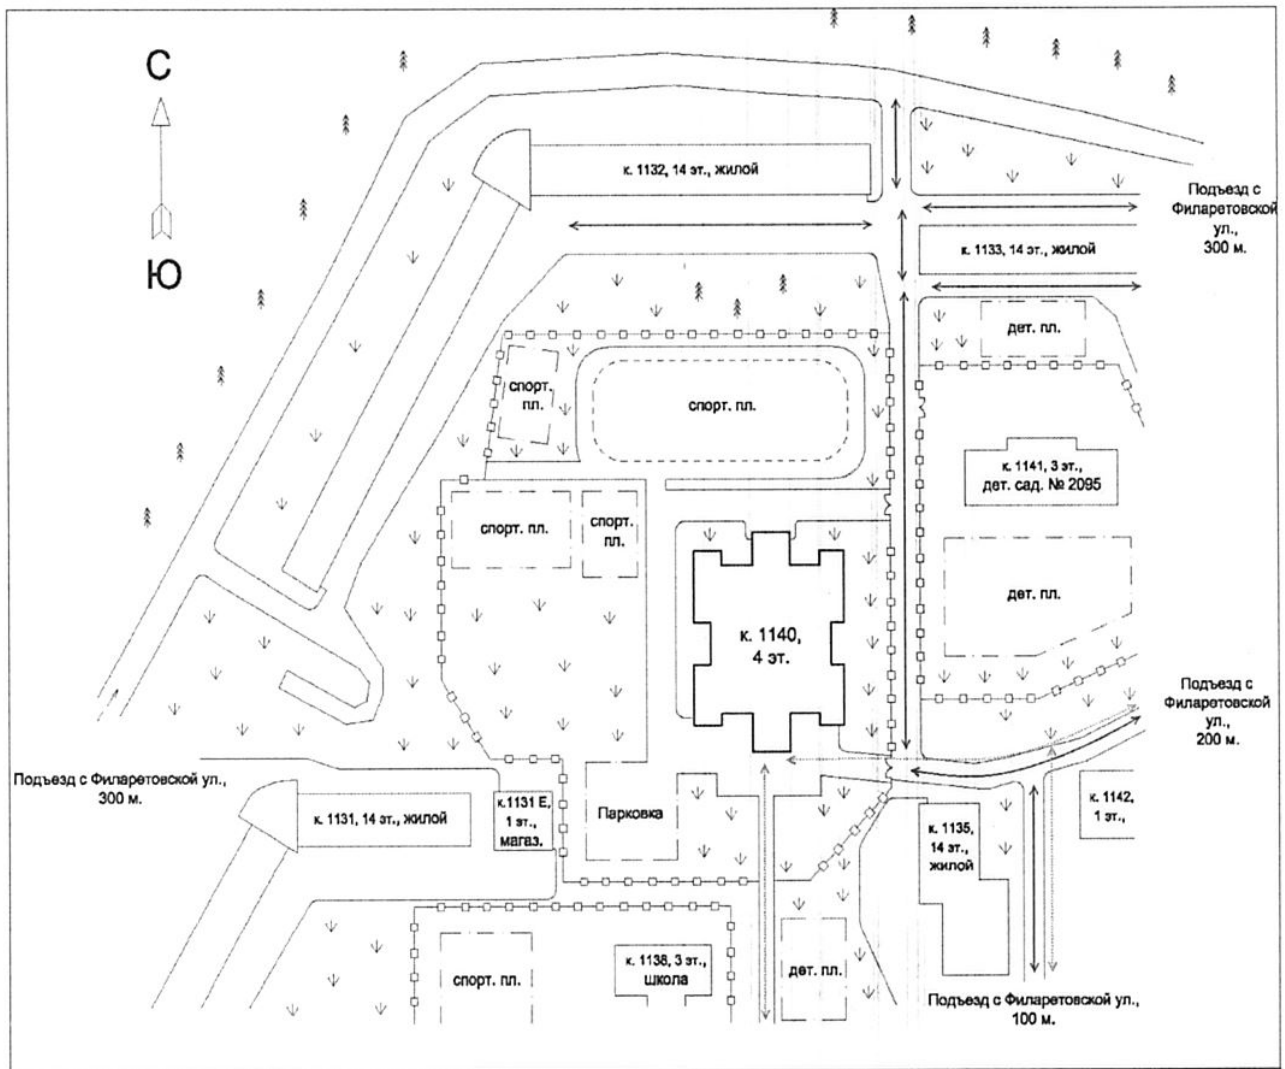 С
Ю
к. 1132, 14 эт., жилой
Подъезд с
Филаретовской
ул.,
300 м.
к. 1133, 14 эт., жилой
дет. пл.
спорт.
пл.
спорт. пл.
к. 1141, 3 эт.,
дет. сад. № 2095
спорт. пл.
спорт.
пл.
дет. пл.
к. 1140,
4 эт.
Подъезд с
Филаретовской
ул.,
200 м.
Подъезд с Филаретовской ул.,
300 м.
к. 1131, 14 эт., жилой
к.1131 Е,
1 эт.,
магаз.
Парковка
к. 1135,
14 эт.,
жилой
к. 1142,
1 эт.,
спорт. пл.
к. 1138, 3 эт.,
школа
дет. пл.
Подъезд с Филаретовской ул.,
100 м.